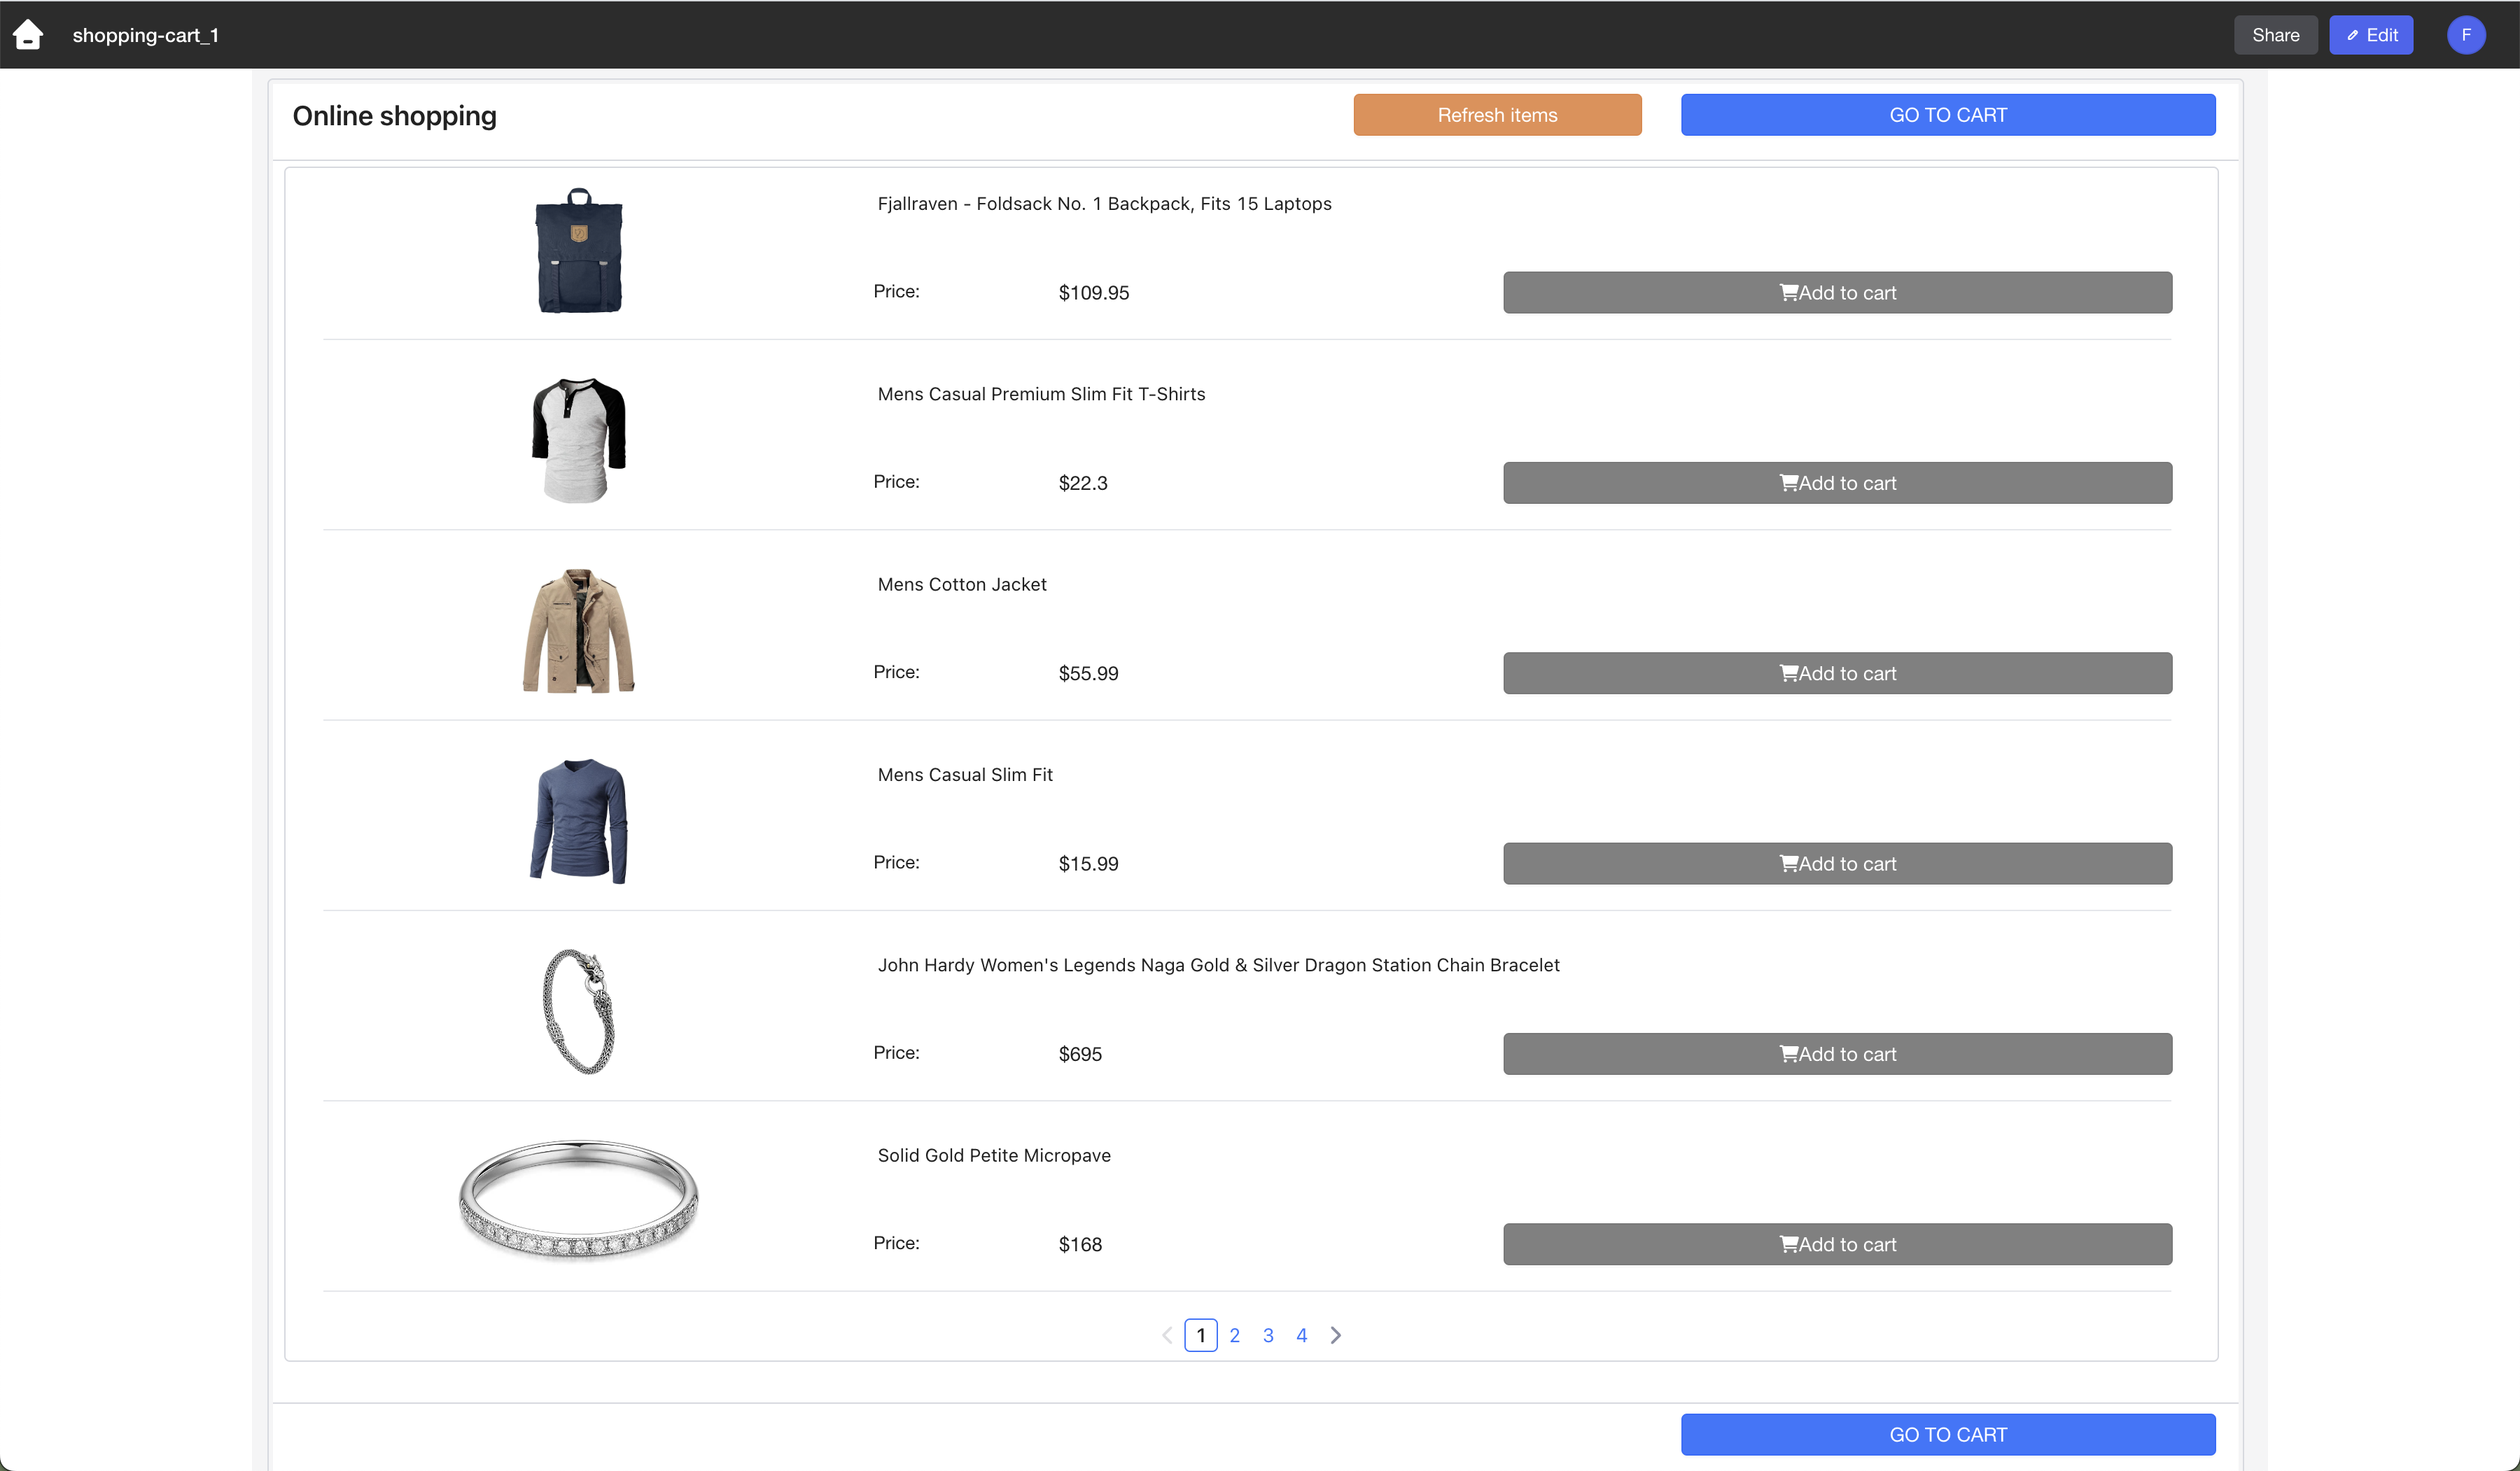 shopping-cart_1
Share
Edit
F
Online shopping
Refresh items
GO TO CART
Fjallraven - Foldsack No. 1 Backpack, Fits 15 Laptops
Price: $109.95
Add to cart
Mens Casual Premium Slim Fit T-Shirts
Price: $22.3
Add to cart
Mens Cotton Jacket
Price: $55.99
Add to cart
Mens Casual Slim Fit
Price: $15.99
Add to cart
John Hardy Women's Legends Naga Gold & Silver Dragon Station Chain Bracelet
Price: $695
Add to cart
Solid Gold Petite Micropave
Price: $168
Add to cart
1 2 3 4
GO TO CART